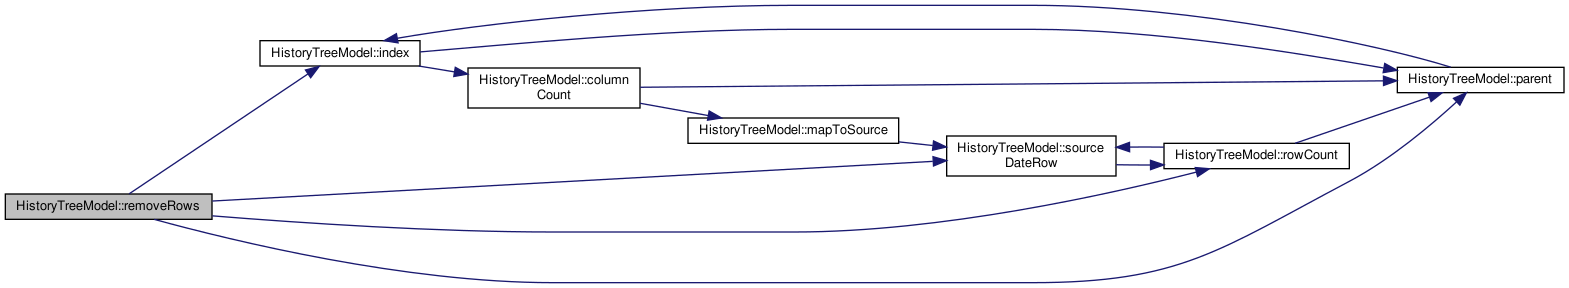 HistoryTreeModel::removeRows
HistoryTreeModel::index
HistoryTreeModel::column
Count
HistoryTreeModel::mapToSource
HistoryTreeModel::source
DateRow
HistoryTreeModel::rowCount
HistoryTreeModel::parent